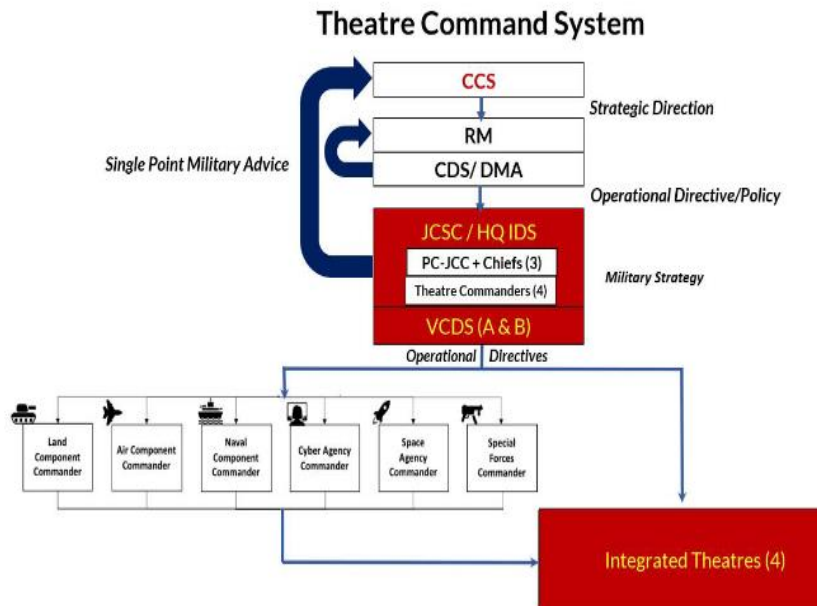 Theatre Command System
CCS
Strategic Direction
RM
Single Point Military Advice
CDS/ DMA
Operational Directive/Policy
JCSC / HQ IDS
PC-JCC + Chiefs (3)
Military Strategy
Theatre Commanders (4)
VCDS (A & B)
Operational Directives
Land
Component
Commander
Air Component
Commander
Naval
Component
Commander
Cyber Agency
Commander
Space
Agency
Commander
Special
Forces
Commander
Integrated Theatres (4)